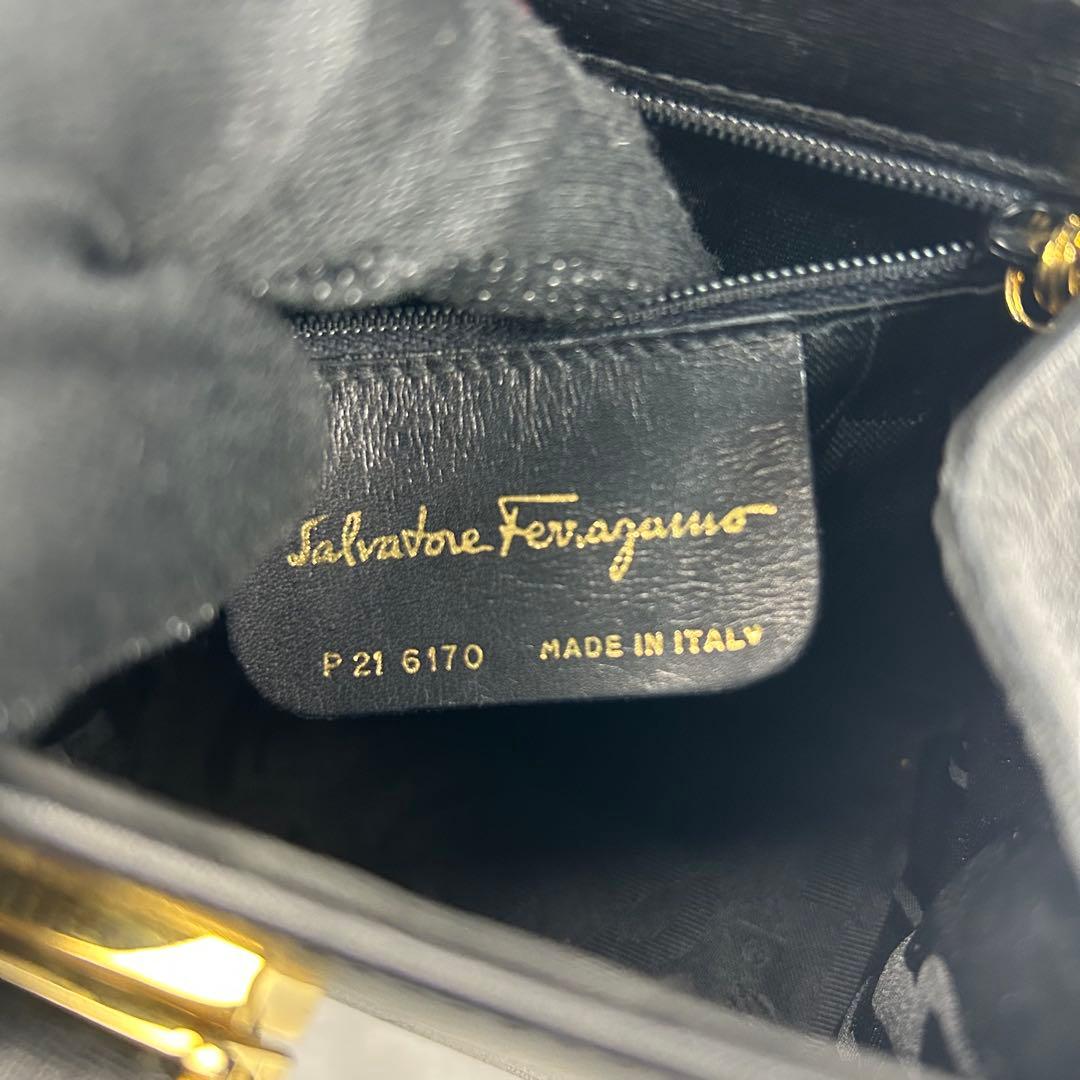 Salvatore Ferragamo
P 21 6170 MADE IN ITALY